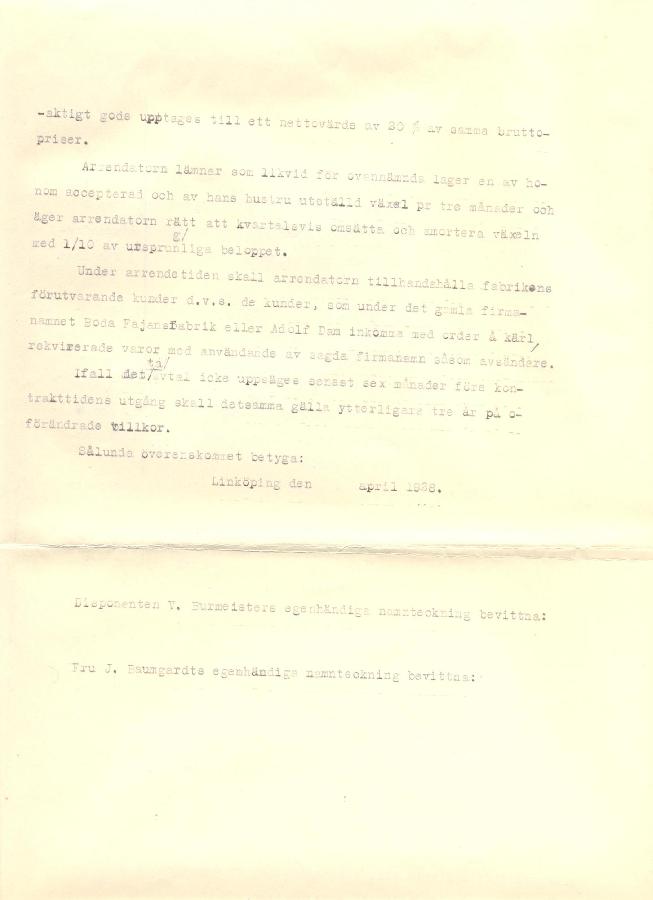 -aktigt gods upptages till ett nettovärde av 20 % av samma brutto-
priser.
Arrendatorn lämnar som likvid för ovannämnda lager en av ho-
nom accepterad och av hans hustru utställd växel pr tre månader och
äger arrendatorn rätt att kvartalsvis omsätta och amortera växeln
med 1/10 av ursprungliga beloppet.
Under arrendetiden skall arrendatorn tillhandahålla fabrikens
förutvarande kunder d.v.s. de kunder, som under det gamla firma-
namnet Boda Fajansfabrik eller Adolf Dam inkomma med order å kärl,
rekvirerade varor med användande av sagda firmanamn såsom avsändare.
Ifall detta avtal icke uppsäges senast sex månader före kon-
trakttidens utgång skall detsamma gälla ytterligare tre år på o-
förändrade villkor.
Sålunda överenskommet betyga:
Linköping den april 1938.
Disponenten V. Burmeisters egenhändiga namnteckning bevittna:
Fru J. Baumgardts egenhändiga namnteckning bevittna: